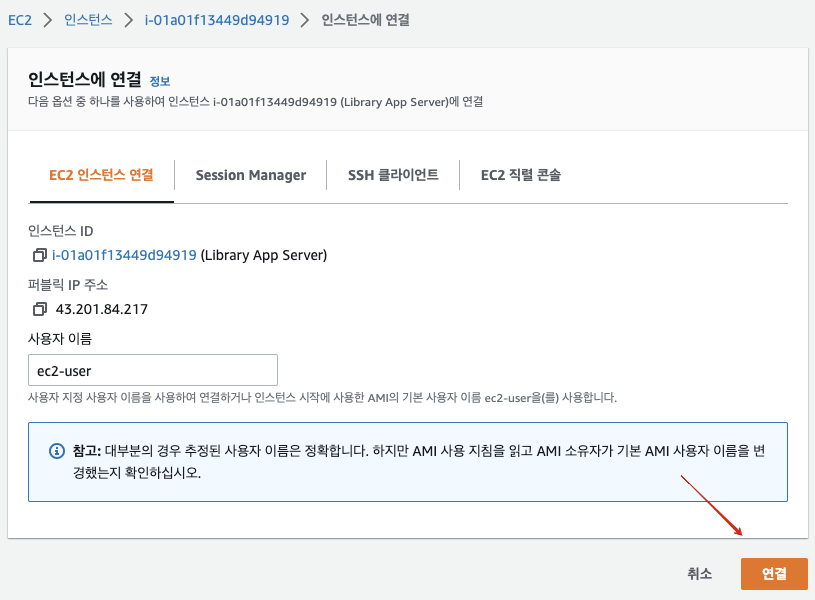 EC2 > 인스턴스 > i-01a01f13449d94919 > 인스턴스에 연결
인스턴스에 연결 정보
다음 옵션 중 하나를 사용하여 인스턴스 i-01a01f13449d94919 (Library App Server)에 연결
EC2 인스턴스 연결 Session Manager SSH 클라이언트 EC2 직렬 콘솔
인스턴스 ID
i-01a01f13449d94919 (Library App Server)
퍼블릭 IP 주소
43.201.84.217
사용자 이름
ec2-user
사용자 지정 사용자 이름을 사용하여 연결하거나 인스턴스 시작에 사용한 AMI의 기본 사용자 이름 ec2-user을(를) 사용합니다.
참고: 대부분의 경우 추정된 사용자 이름은 정확합니다. 하지만 AMI 사용 지침을 읽고 AMI 소유자가 기본 AMI 사용자 이름을 변
경했는지 확인하십시오.
취소 연결